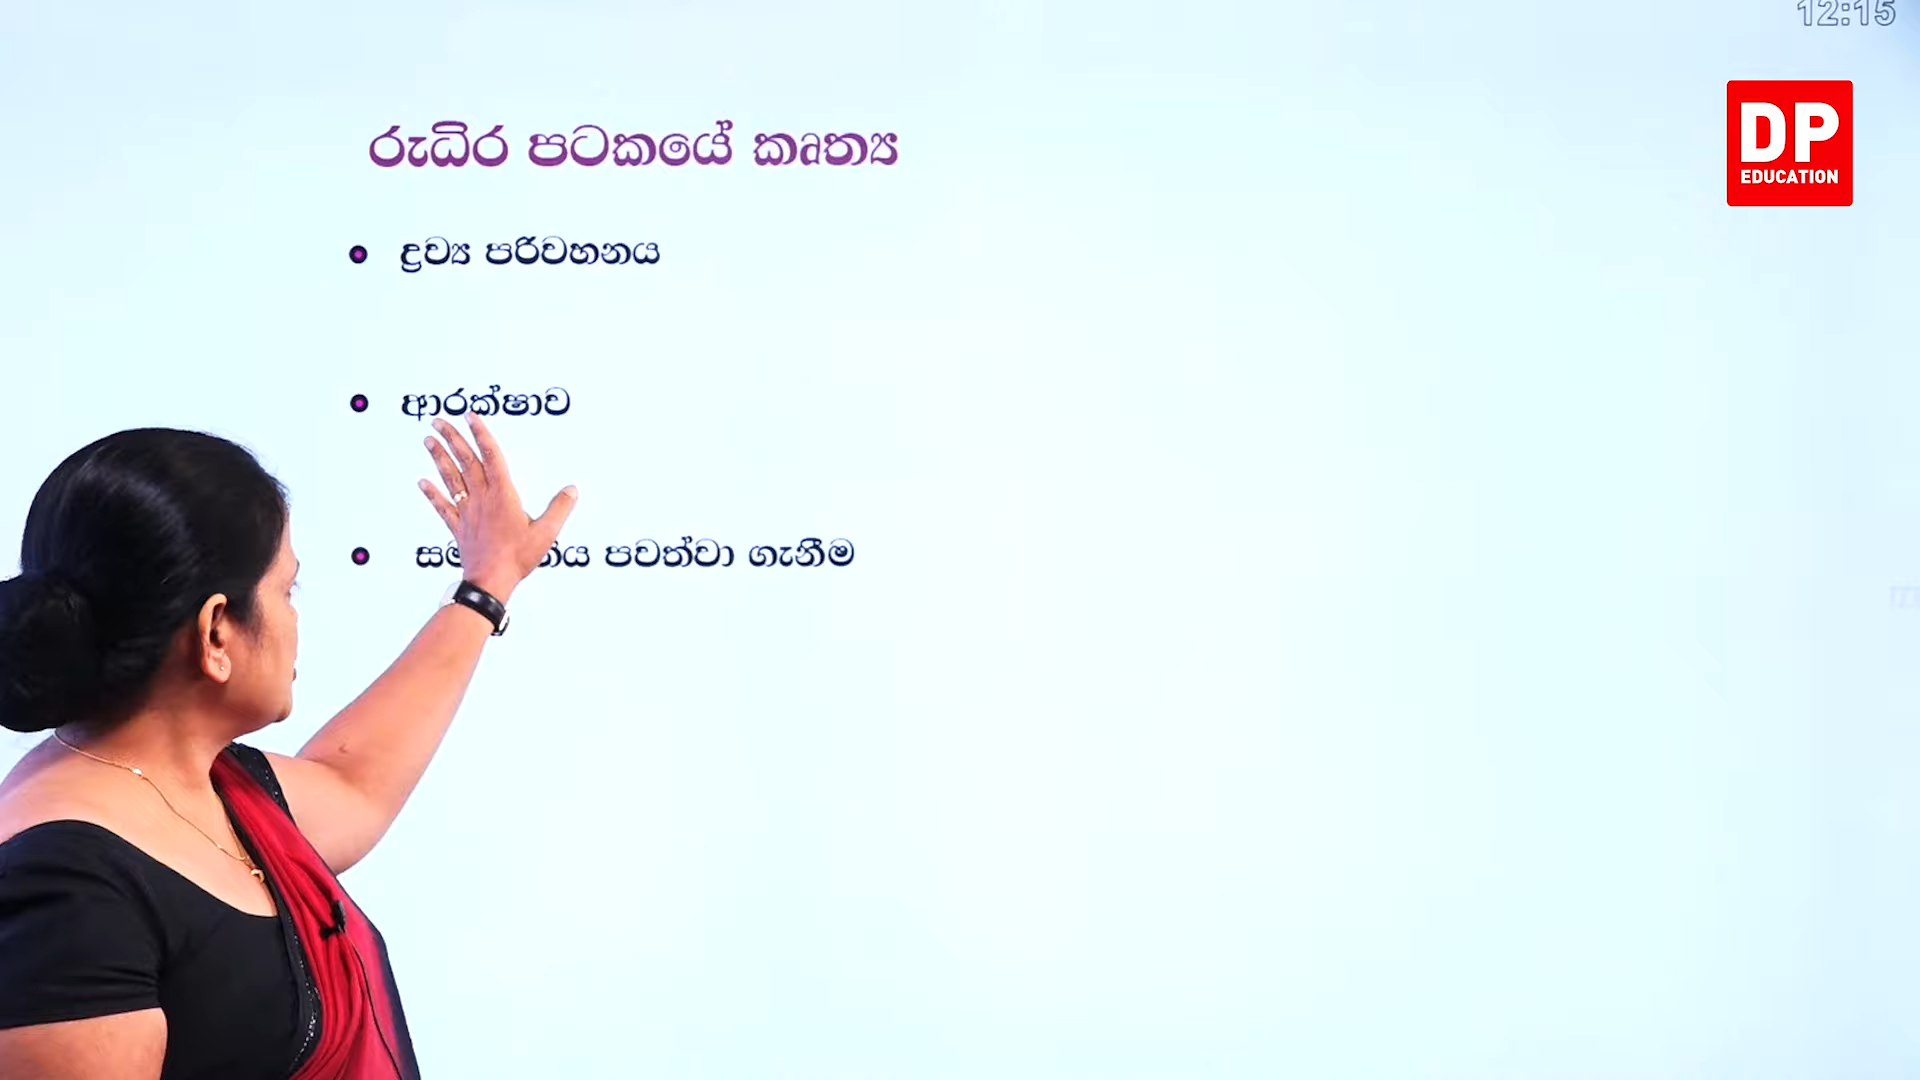 12:15
DP
EDUCATION
රුධිර පටකයේ කෘත්‍ය
ද්‍රව්‍ය පරිවහනය
ආරක්ෂාව
පවත්වා ගැනීම